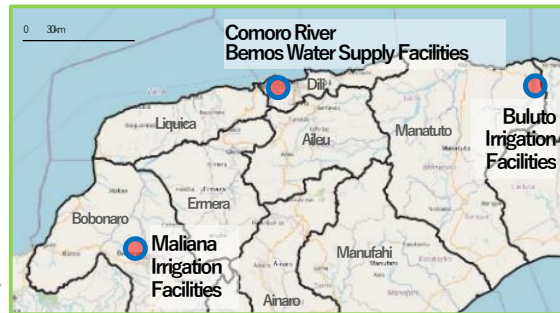 0 30km
Comoro River
Bemos Water Supply Facilities
Dili
Liquica
Aileu
Manatuto
Buluto
Irrigation
Facilities
Ermera
Bobonaro
Maliana
Irrigation
Facilities
Manufahi
Ainaro